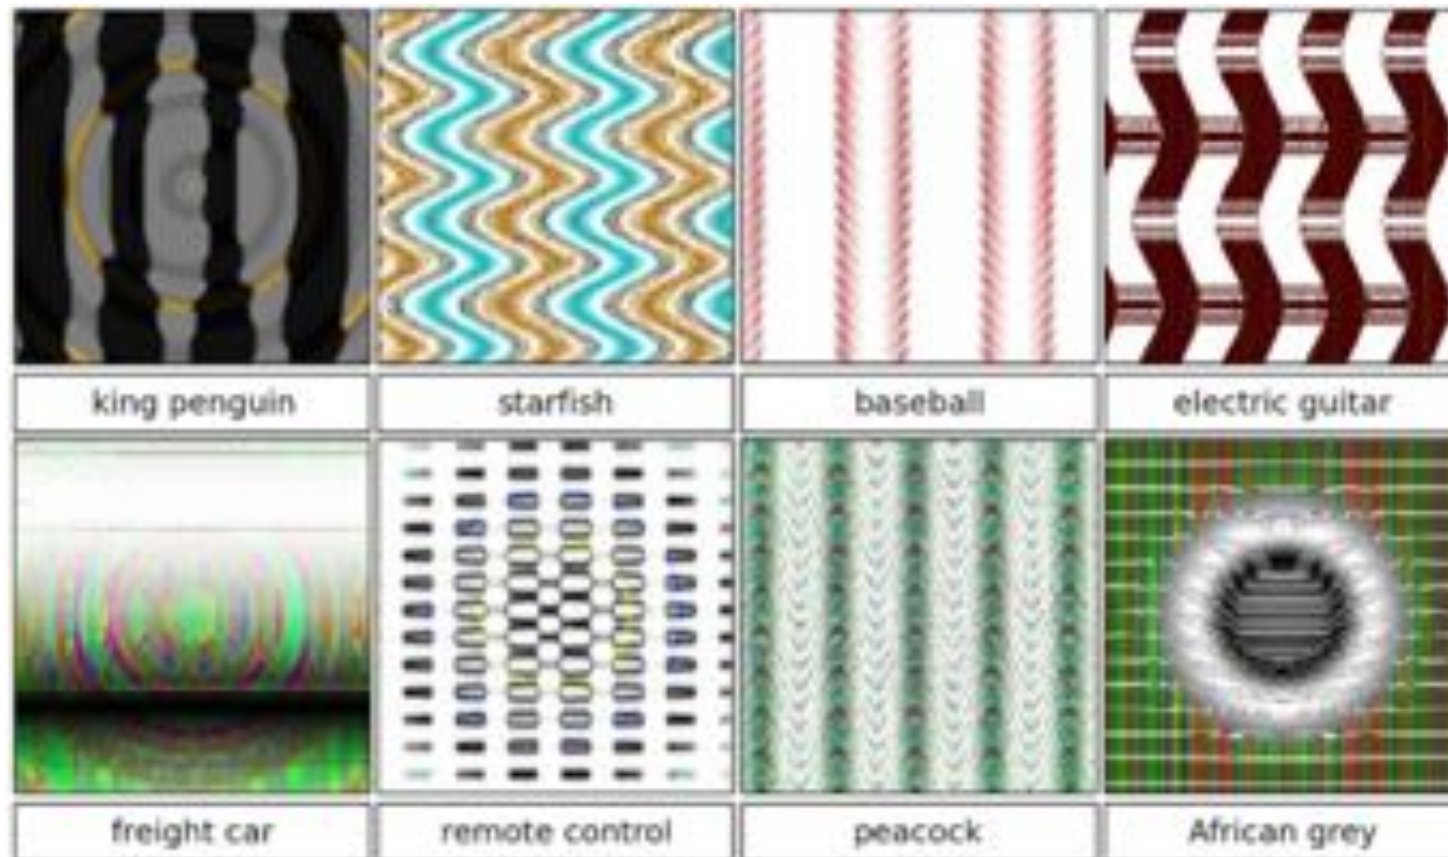 king penguin
starfish
baseball
electric guitar
freight car
remote control
peacock
African grey